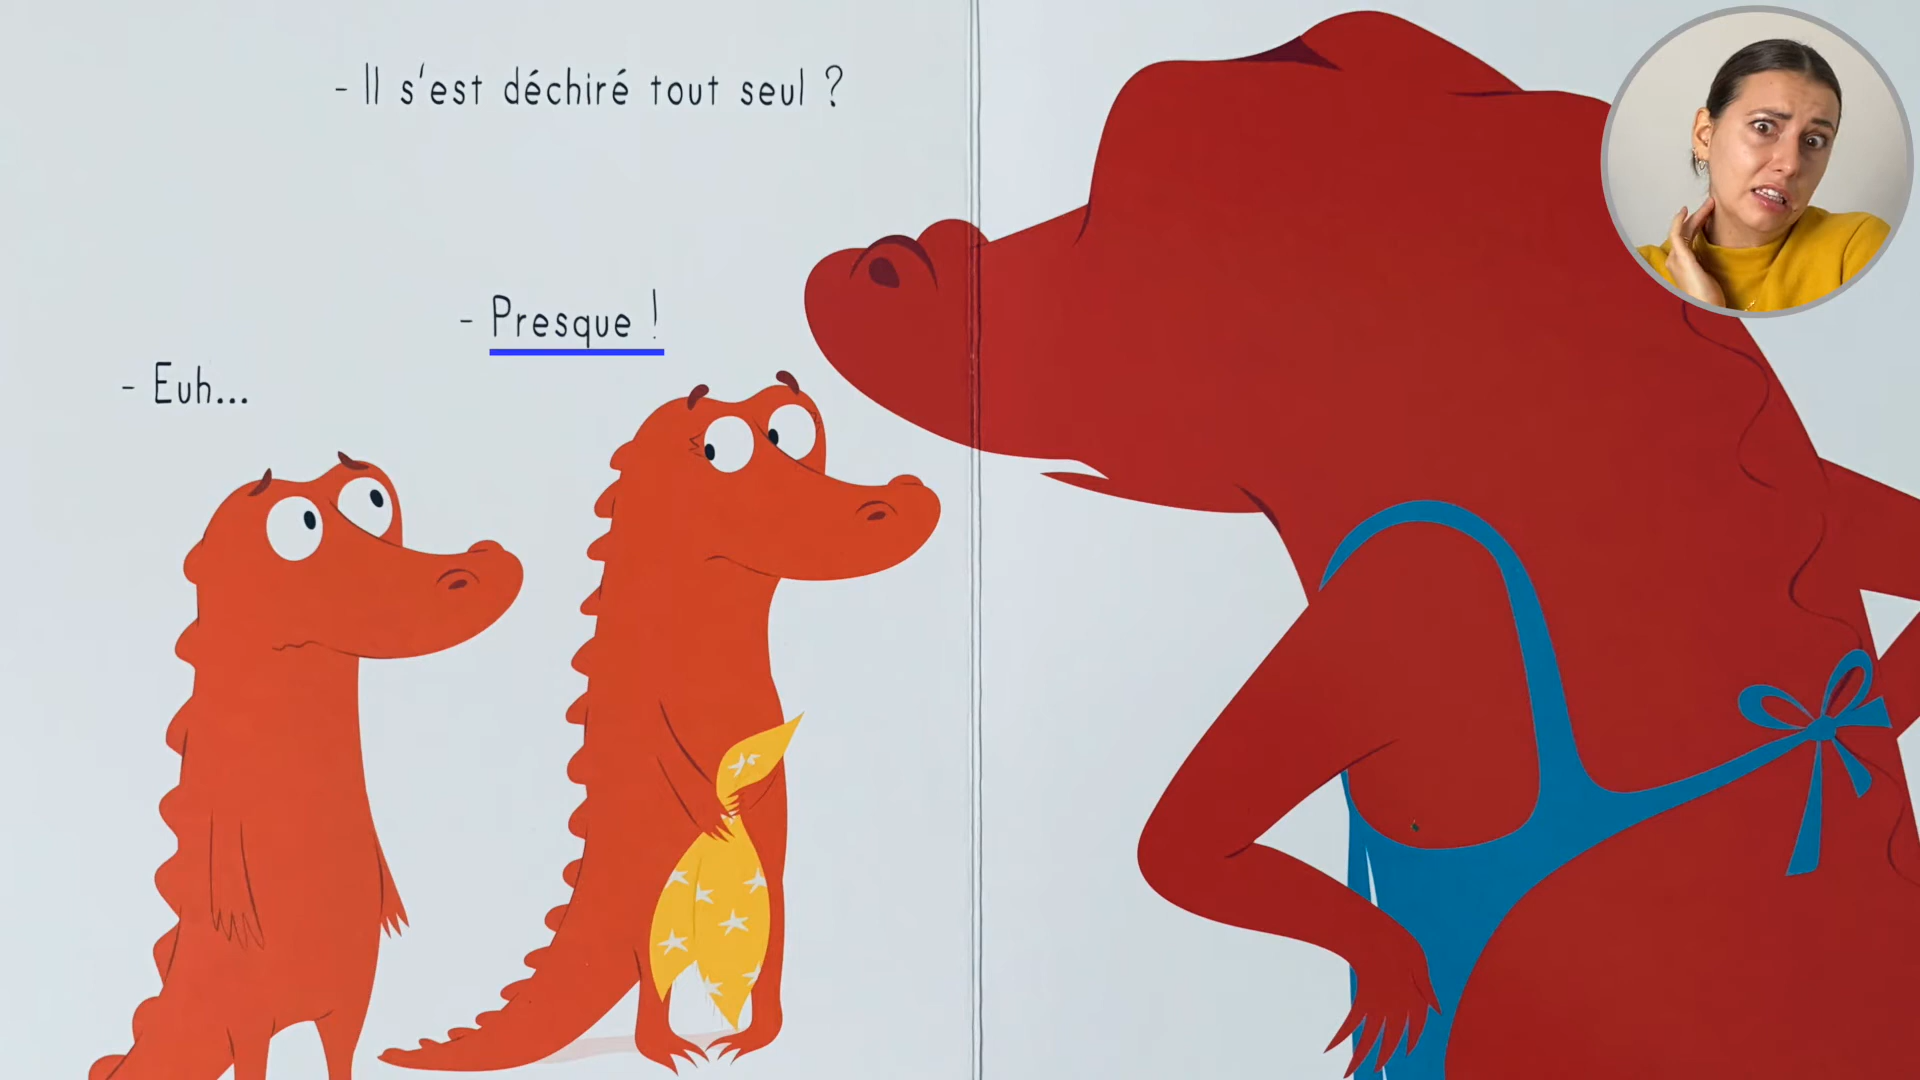 - Il s'est déchiré tout seul ?
- Presque !
- Euh...